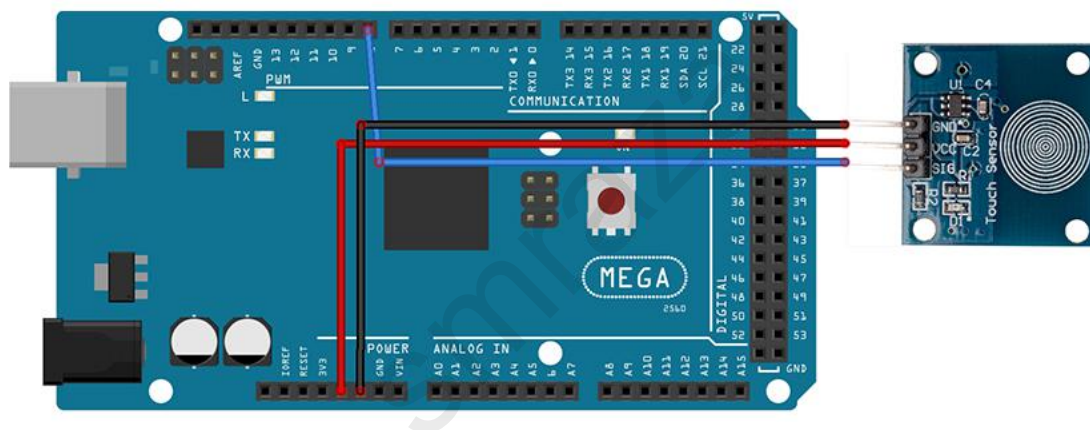 5V
AREF
GND
13
12
11
10
9
7
6
5
4
3
2
TX0 ◀ 1
RX0 ▶ 0
TX3 14
RX3 15
TX2 16
RX2 17
TX1 18
RX1 19
SDA 20
SCL 21
PWM
COMMUNICATION
L
TX
RX
22
24
26
28
36 37
38 39
40 41
42 43
44 45
46 47
48 49
50 51
52 53
DIGITAL
GND
MEGA
2560
POWER
ANALOG IN
IOREF
RESET
3V3
GND
VIN
A0
A1
A2
A3
A4
A5
6
A7
A8
A9
A10
A11
A12
A13
A14
A15
U1
C4
GND
VCC
C2
SIG
R2
D1
Touch Sensor
smraza